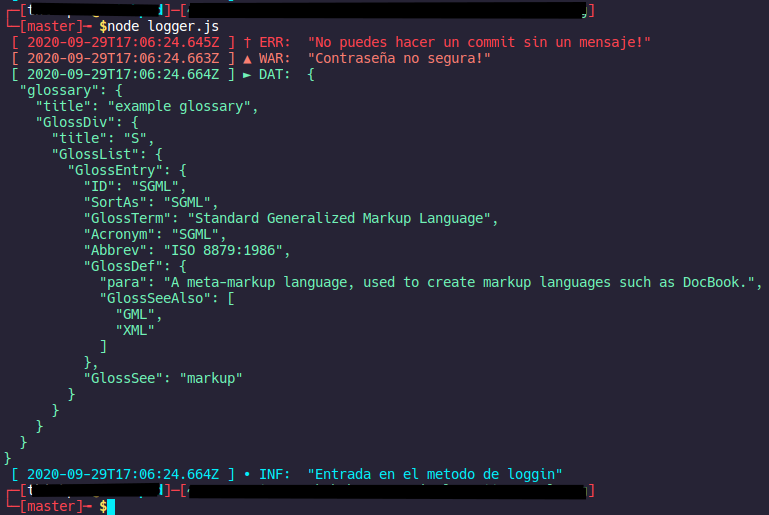 [master]- $node logger.js
[ 2020-09-29T17:06:24.645Z ] † ERR: "No puedes hacer un commit sin un mensaje!"
[ 2020-09-29T17:06:24.663Z ] ▲ WAR: "Contraseña no segura!"
[ 2020-09-29T17:06:24.664Z ] ► DAT: {
"glossary": {
"title": "example glossary",
"GlossDiv": {
"title": "S",
"GlossList": {
"GlossEntry": {
"ID": "SGML",
"SortAs": "SGML",
"GlossTerm": "Standard Generalized Markup Language",
"Acronym": "SGML",
"Abbrev": "ISO 8879:1986",
"GlossDef": {
"para": "A meta-markup language, used to create markup languages such as DocBook.",
"GlossSeeAlso": [
"GML",
"XML"
]
},
"GlossSee": "markup"
}
}
}
}
}
[ 2020-09-29T17:06:24.664Z ] • INF: "Entrada en el metodo de loggin"
[master]- $